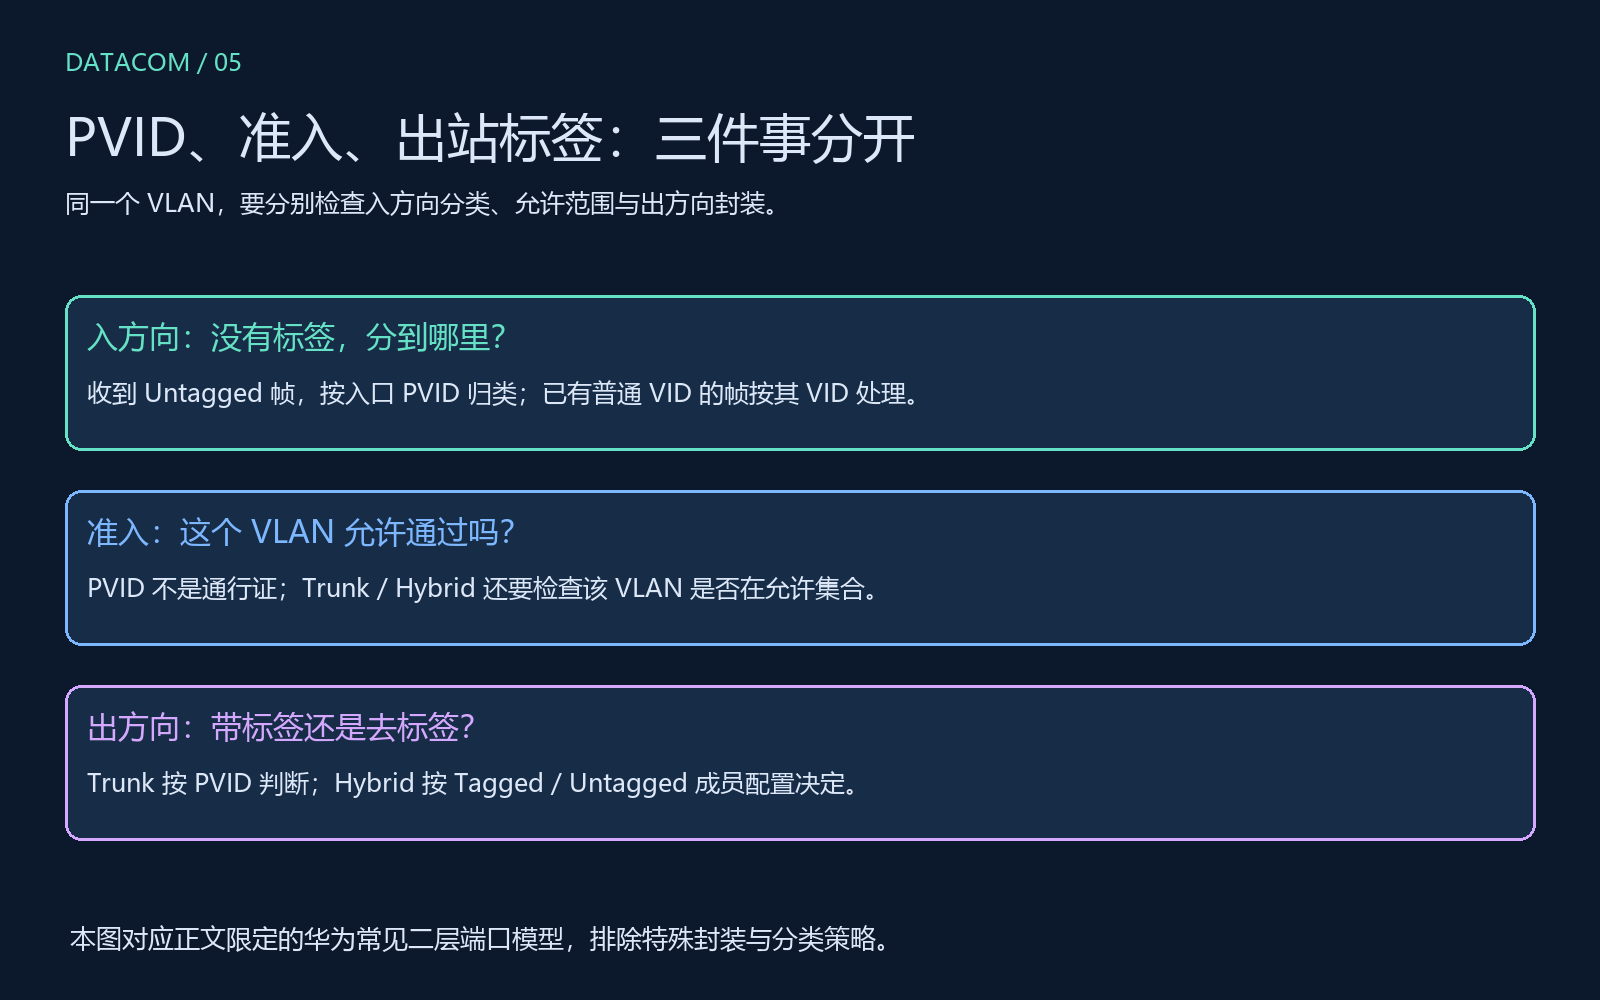 DATACOM / 05
PVID、准入、出站标签：三件事分开
同一个 VLAN，要分别检查入方向分类、允许范围与出方向封装。
入方向：没有标签，分到哪里？
收到 Untagged 帧，按入口 PVID 归类；已有普通 VID 的帧按其 VID 处理。
准入：这个 VLAN 允许通过吗？
PVID 不是通行证；Trunk / Hybrid 还要检查该 VLAN 是否在允许集合。
出方向：带标签还是去标签？
Trunk 按 PVID 判断；Hybrid 按 Tagged / Untagged 成员配置决定。
本图对应正文限定的华为常见二层端口模型，排除特殊封装与分类策略。